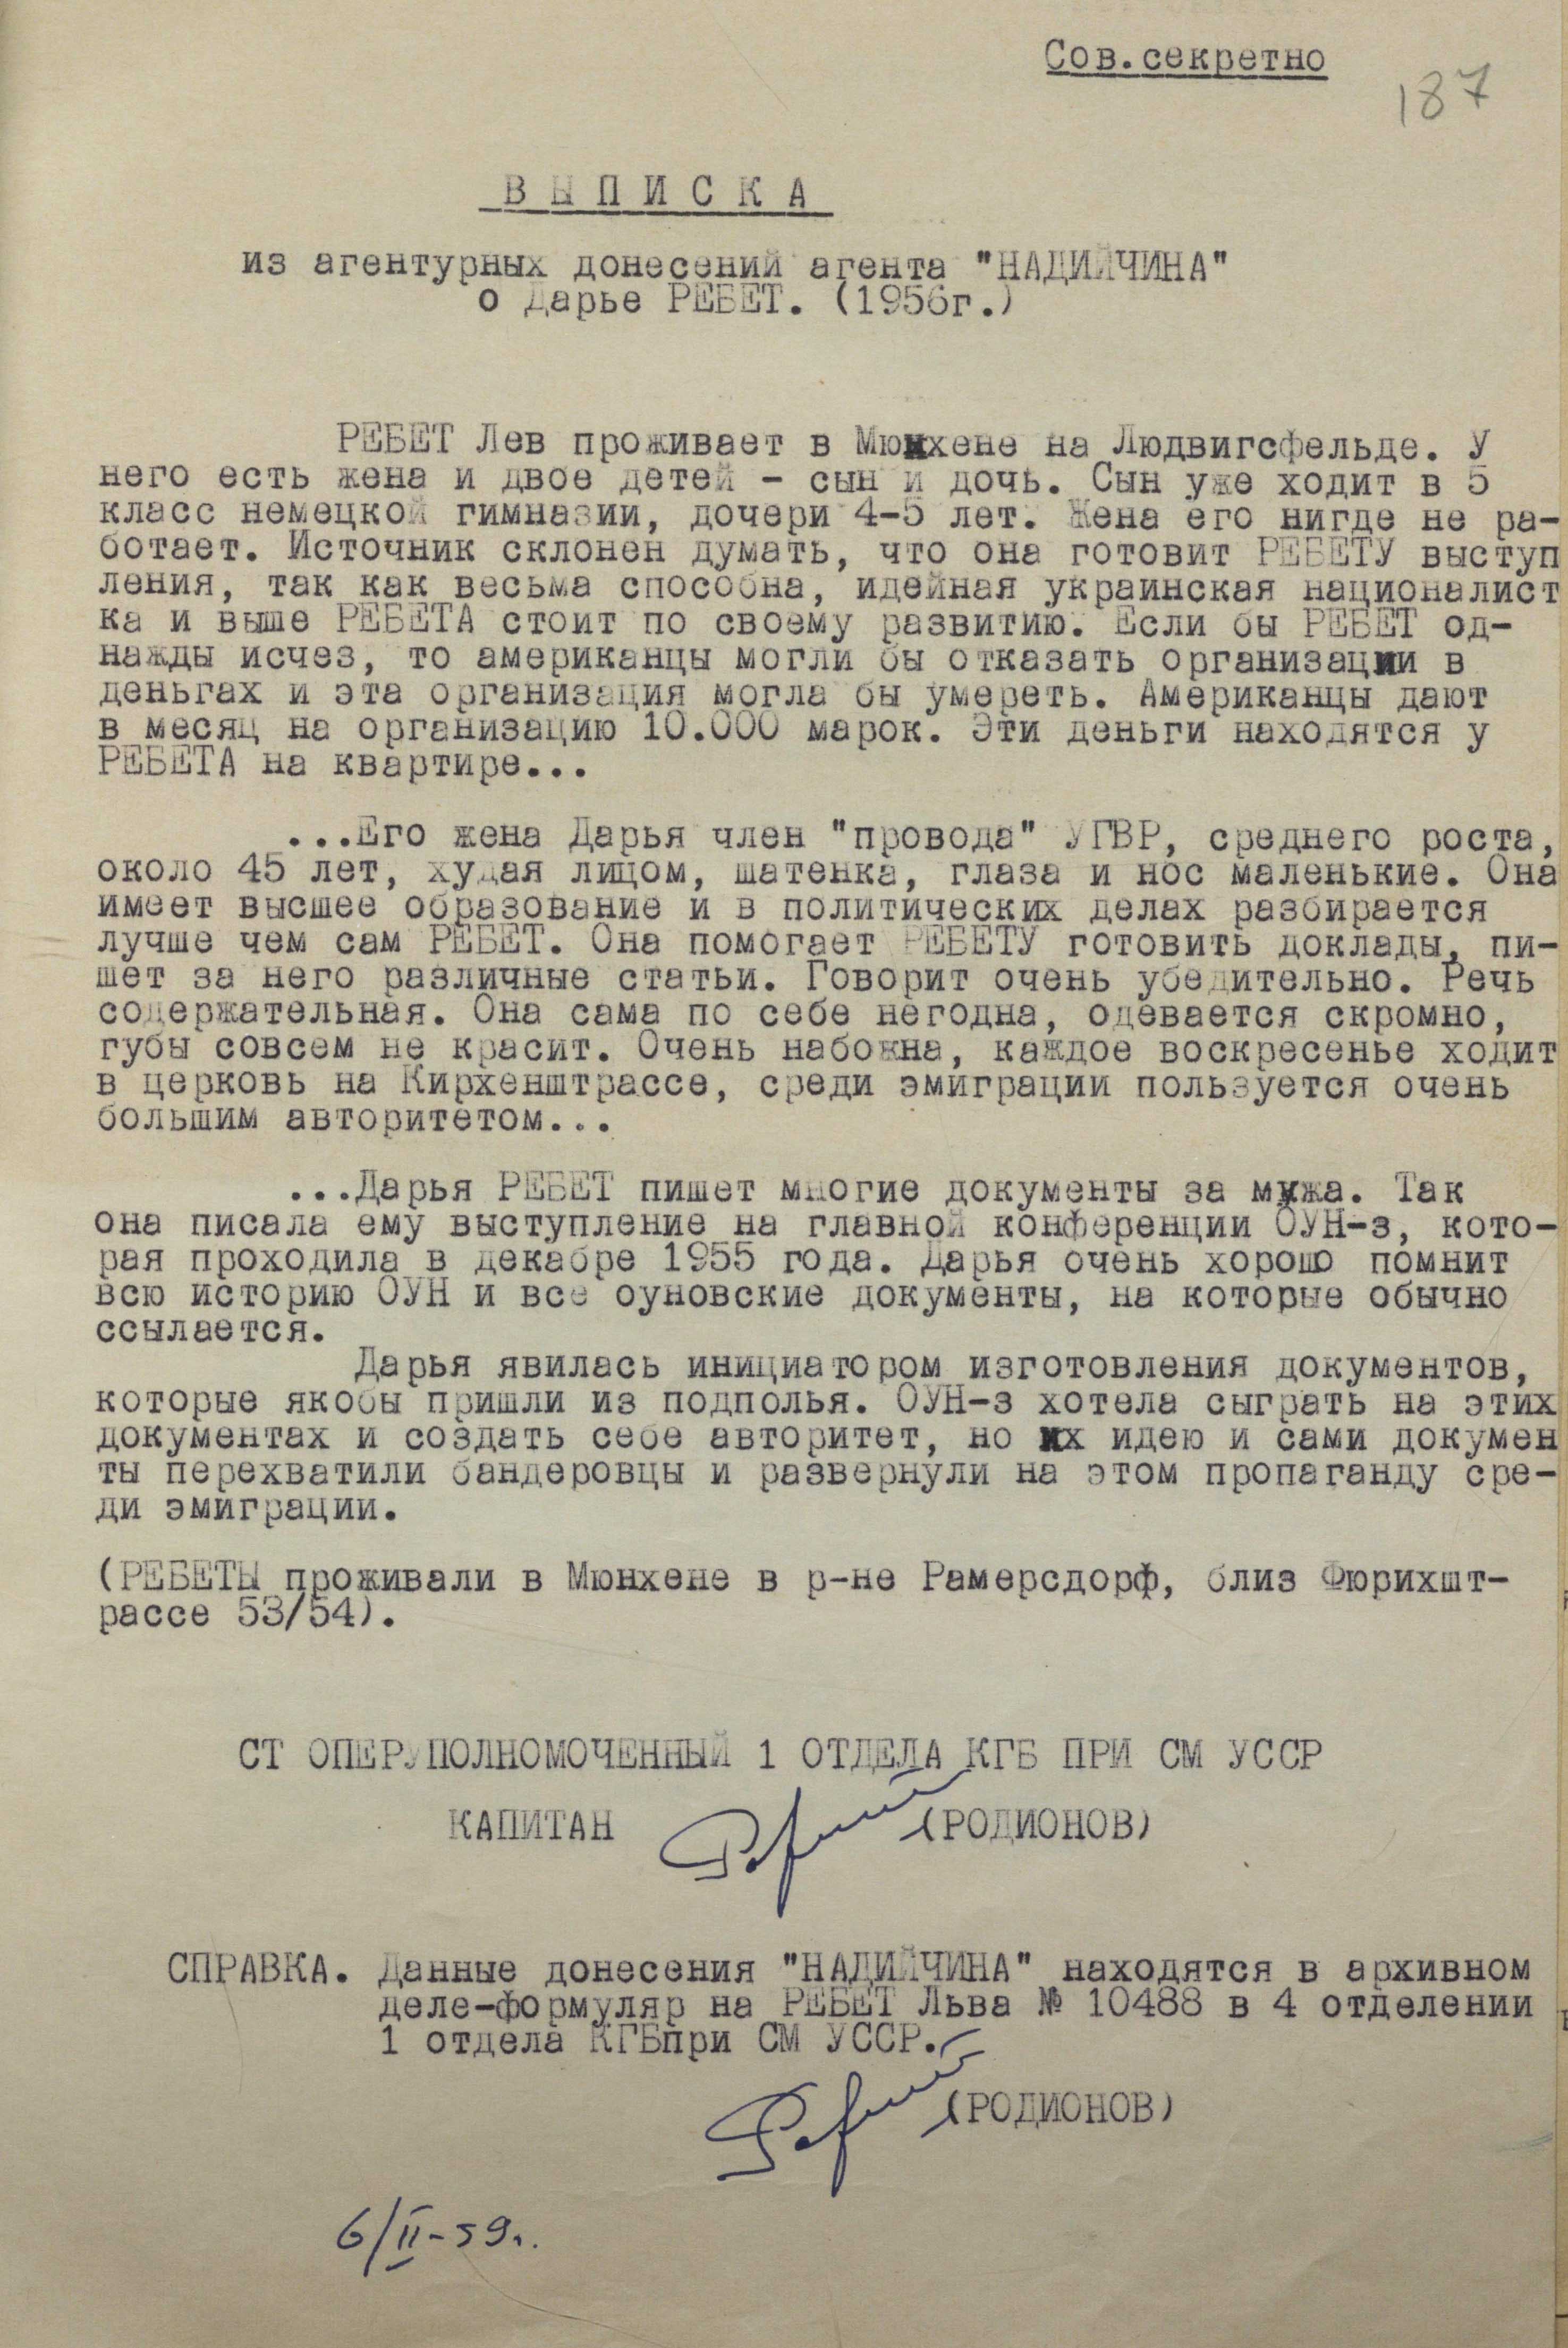 Сов.секретно
187
В Ы П И С К А
из агентурных донесений агента "НАДИЙЧИНА"
о Дарье РЕБЕТ. (1956г.)
РЕБЕТ Лев проживает в Мюнхене на Людвигсфельде. У
него есть жена и двое детей - сын и дочь. Сын уже ходит в 5
класс немецкой гимназии, дочери 4-5 лет. Жена его нигде не ра-
ботает. Источник склонен думать, что она готовит РЕБЕТУ выступ
ления, так как весьма способна, идейная украинская националист
ка и выше РЕБЕТА стоит по своему развитию. Если бы РЕБЕТ од-
нажды исчез, то американцы могли бы отказать организации в
деньгах и эта организация могла бы умереть. Американцы дают
в месяц на организацию 10.000 марок. Эти деньги находятся у
РЕБЕТА на квартире...
...Его жена Дарья член "провода" УГВР, среднего роста,
около 45 лет, худая лицом, шатенка, глаза и нос маленькие. Она
имеет высшее образование и в политических делах разбирается
лучше чем сам РЕБЕТ. Она помогает РЕБЕТУ готовить доклады, пи-
шет за него различные статьи. Говорит очень убедительно. Речь
содержательная. Она сама по себе негодна, одевается скромно,
губы совсем не красит. Очень набожна, каждое воскресенье ходит
в церковь на Кирхенштрассе, среди эмиграции пользуется очень
большим авторитетом...
...Дарья РЕБЕТ пишет многие документы за мужа. Так
она писала ему выступление на главной конференции ОУН-з, кото-
рая проходила в декабре 1955 года. Дарья очень хорошо помнит
всю историю ОУН и все оуновские документы, на которые обычно
ссылается.
Дарья явилась инициатором изготовления документов,
которые якобы пришли из подполья. ОУН-з хотела сыграть на этих
документах и создать себе авторитет, но их идею и сами докумен
ты перехватили бандеровцы и развернули на этом пропаганду сре-
ди эмиграции.
(РЕБЕТЫ проживали в Мюнхене в р-не Рамерсдорф, близ Фюрихшт-
рассе 53/54).
СТ ОПЕРУПОЛНОМОЧЕННЫЙ 1 ОТДЕЛА КГБ ПРИ СМ УССР
КАПИТАН (РОДИОНОВ)
СПРАВКА. Данные донесения "НАДИЙЧИНА" находятся в архивном
деле-формуляр на РЕБЕТ Льва № 10488 в 4 отделении
1 отдела КГБпри СМ УССР.
(РОДИОНОВ)
6/II-59г.